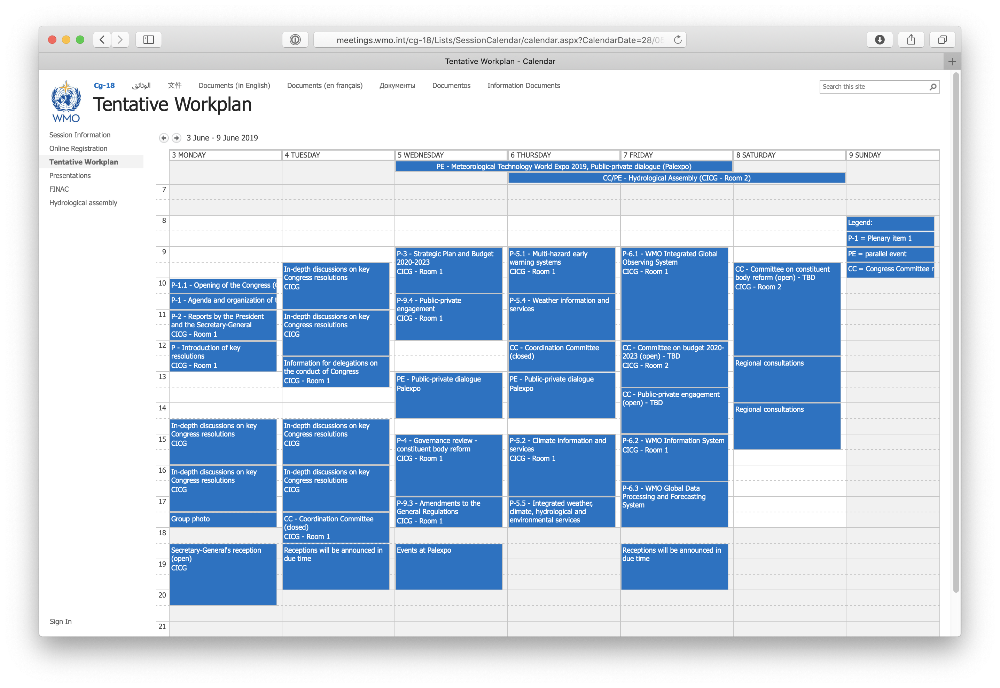 meetings.wmo.int/cg-18/Lists/SessionCalendar/calendar.aspx?CalendarDate=28/05
Tentative Workplan - Calendar
WMO
Cg-18 الوثائق 文件 Documents (in English) Documents (en français) Документы Documentos Information Documents
Search this site
Tentative Workplan
Session Information
Online Registration
Tentative Workplan
Presentations
FINAC
Hydrological assembly
Sign In
3 June - 9 June 2019
3 MONDAY 4 TUESDAY 5 WEDNESDAY 6 THURSDAY 7 FRIDAY 8 SATURDAY 9 SUNDAY
PE - Meteorological Technology World Expo 2019, Public-private dialogue (Palexpo)
CC/PE - Hydrological Assembly (CICG - Room 2)
7
8
9
10
11
12
13
14
15
16
17
18
19
20
21
P-1.1 - Opening of the Congress (
P-1 - Agenda and organization of t
P-2 - Reports by the President
and the Secretary-General
CICG - Room 1
P - Introduction of key
resolutions
CICG - Room 1
In-depth discussions on key
Congress resolutions
CICG
In-depth discussions on key
Congress resolutions
CICG
Group photo
Secretary-General's reception
(open)
CICG
In-depth discussions on key
Congress resolutions
CICG
In-depth discussions on key
Congress resolutions
CICG
Information for delegations on
the conduct of Congress
CICG - Room 1
In-depth discussions on key
Congress resolutions
CICG
In-depth discussions on key
Congress resolutions
CICG
CC - Coordination Committee
(closed)
CICG - Room 1
Receptions will be announced in
due time
P-3 - Strategic Plan and Budget
2020-2023
CICG - Room 1
P-9.4 - Public-private
engagement
CICG - Room 1
PE - Public-private dialogue
Palexpo
P-4 - Governance review -
constituent body reform
CICG - Room 1
P-9.3 - Amendments to the
General Regulations
CICG - Room 1
Events at Palexpo
P-5.1 - Multi-hazard early
warning systems
CICG - Room 1
P-5.4 - Weather information and
services
CC - Coordination Committee
(closed)
PE - Public-private dialogue
Palexpo
P-5.2 - Climate information and
services
CICG - Room 1
P-5.5 - Integrated weather,
climate, hydrological and
environmental services
P-6.1 - WMO Integrated Global
Observing System
CICG - Room 1
CC - Committee on budget 2020-
2023 (open) - TBD
CICG - Room 2
CC - Public-private engagement
(open) - TBD
P-6.2 - WMO Information System
CICG - Room 1
P-6.3 - WMO Global Data
Processing and Forecasting
System
Receptions will be announced in
due time
CC - Committee on constituent
body reform (open) - TBD
CICG - Room 2
Regional consultations
Regional consultations
Legend:
P-1 = Plenary item 1
PE = parallel event
CC = Congress Committee r